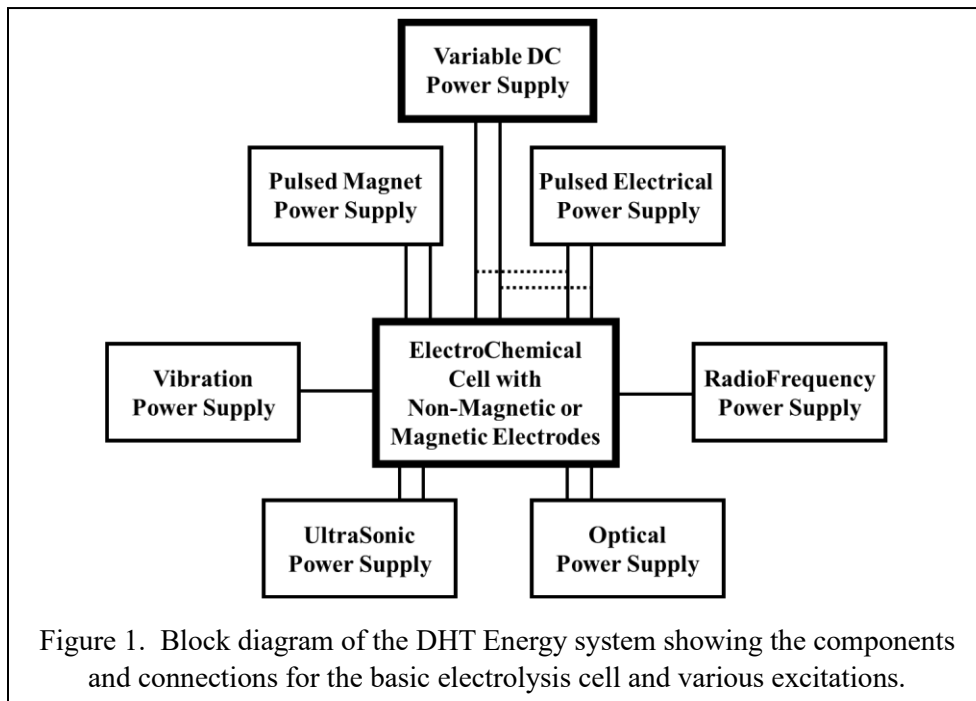 Variable DC
Power Supply
Pulsed Magnet
Power Supply
Pulsed Electrical
Power Supply
ElectroChemical
Cell with
Non-Magnetic or
Magnetic Electrodes
Vibration
Power Supply
RadioFrequency
Power Supply
UltraSonic
Power Supply
Optical
Power Supply
Figure 1. Block diagram of the DHT Energy system showing the components
and connections for the basic electrolysis cell and various excitations.